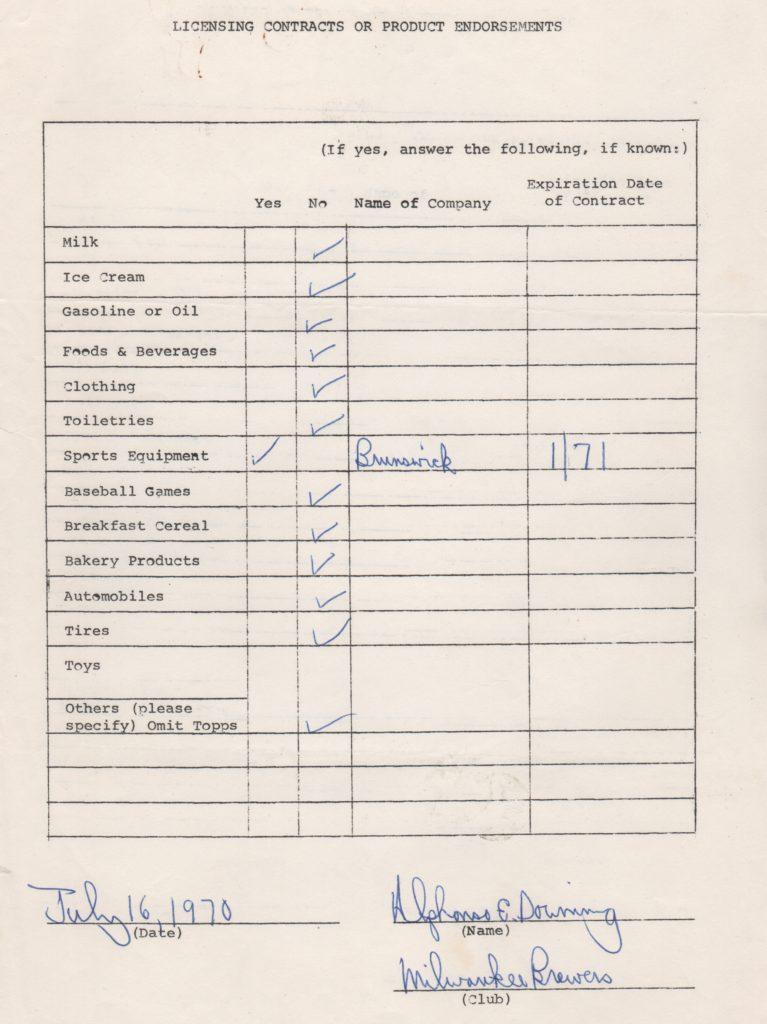 LICENSING CONTRACTS OR PRODUCT ENDORSEMENTS
(If yes, answer the following, if known:)
Yes No Name of Company Expiration Date of Contract
Milk ✓
Ice Cream ✓
Gasoline or Oil ✓
Foods & Beverages ✓
Clothing ✓
Toiletries ✓
Sports Equipment ✓ Brunswick 1/71
Baseball Games ✓
Breakfast Cereal ✓
Bakery Products ✓
Automobiles ✓
Tires ✓
Toys
Others (please
specify) Omit Topps ✓
July 16, 1970 Alphonso E. Downing
(Date) (Name)
Milwaukee Brewers
(Club)